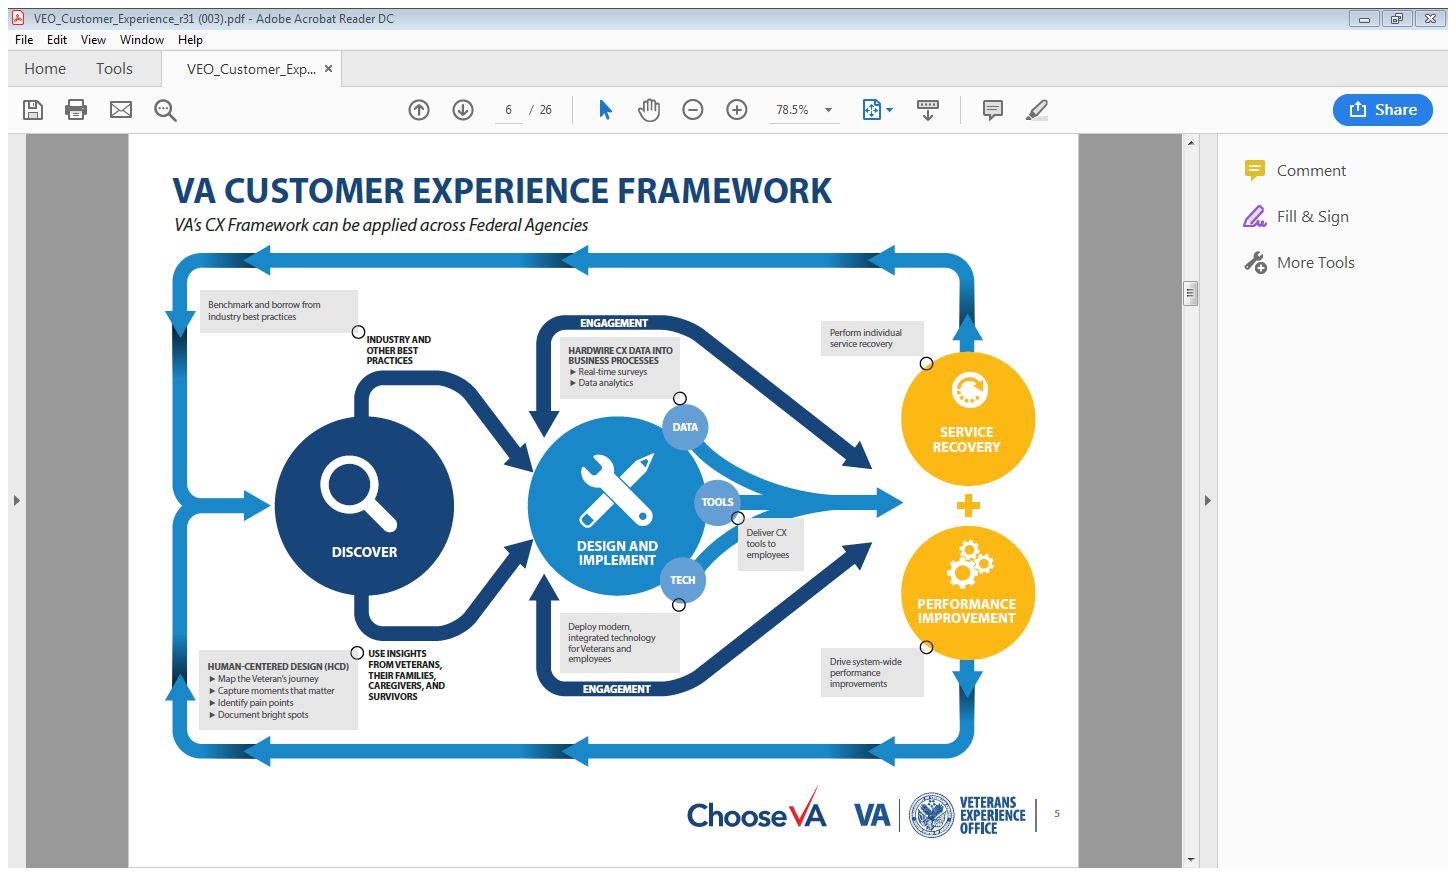 VEO_Customer_Experience_r31 (003).pdf - Adobe Acrobat Reader DC
File Edit View Window Help
Home Tools VEO_Customer_Exp... ×
6 / 26 78.5% Share
Comment
Fill & Sign
More Tools
VA CUSTOMER EXPERIENCE FRAMEWORK
VA's CX Framework can be applied across Federal Agencies
Benchmark and borrow from
industry best practices
INDUSTRY AND
OTHER BEST
PRACTICES
DISCOVER
HUMAN-CENTERED DESIGN (HCD)
▶ Map the Veteran's journey
▶ Capture moments that matter
▶ Identify pain points
▶ Document bright spots
USE INSIGHTS
FROM VETERANS,
THEIR FAMILIES,
CAREGIVERS, AND
SURVIVORS
ENGAGEMENT
HARDWIRE CX DATA INTO
BUSINESS PROCESSES
▶ Real-time surveys
▶ Data analytics
DATA
TOOLS
DESIGN AND
IMPLEMENT
Deliver CX
tools to
employees
TECH
Deploy modern,
integrated technology
for Veterans and
employees
ENGAGEMENT
Perform individual
service recovery
SERVICE
RECOVERY
PERFORMANCE
IMPROVEMENT
Drive system-wide
performance
improvements
Choose VA
VA
VETERANS
EXPERIENCE
OFFICE
5